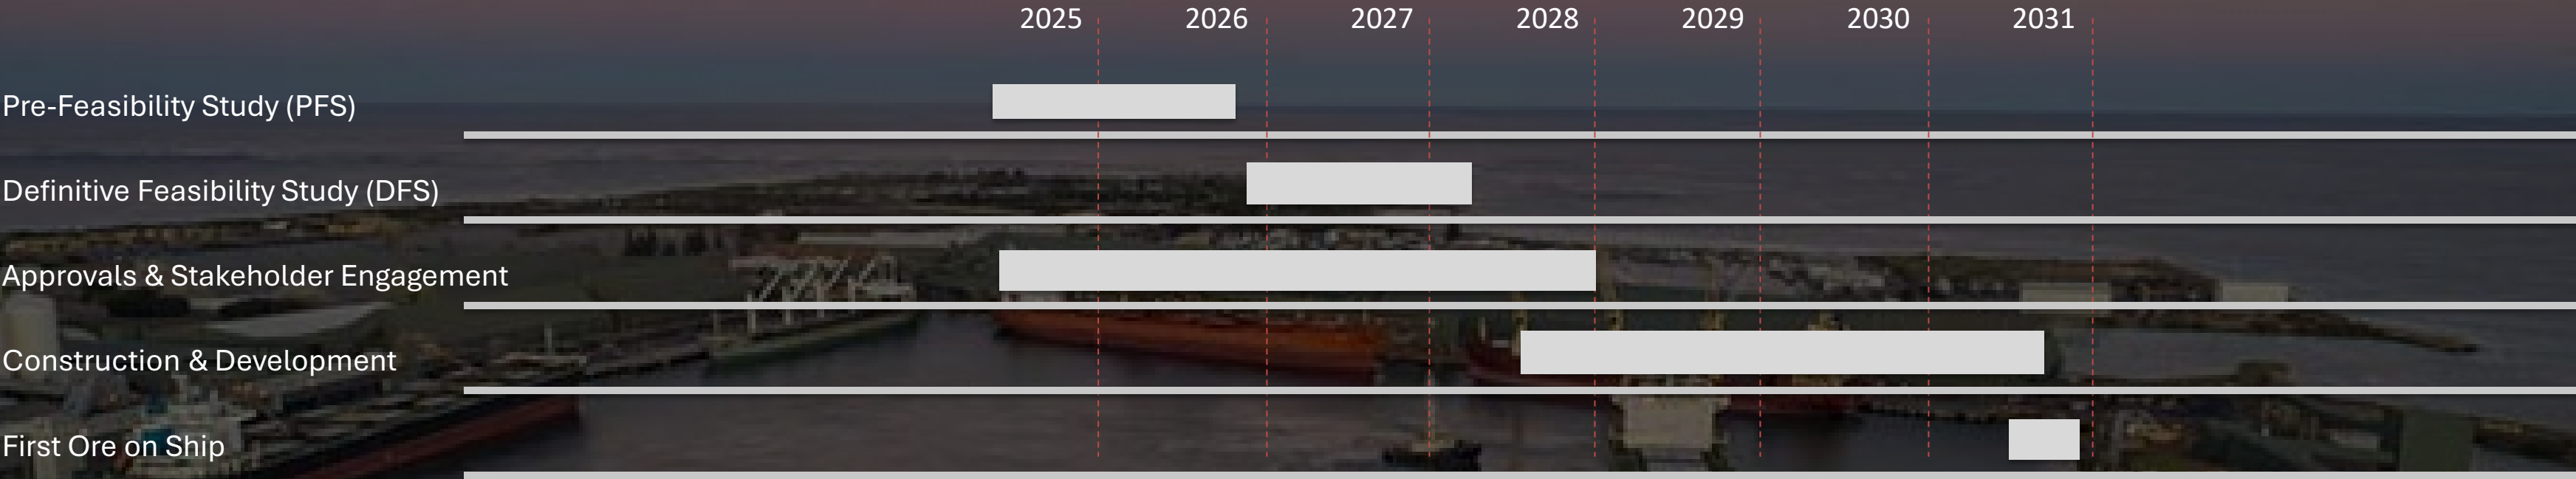 2025 2026 2027 2028 2029 2030 2031
Pre-Feasibility Study (PFS)
Definitive Feasibility Study (DFS)
Approvals & Stakeholder Engagement
Construction & Development
First Ore on Ship